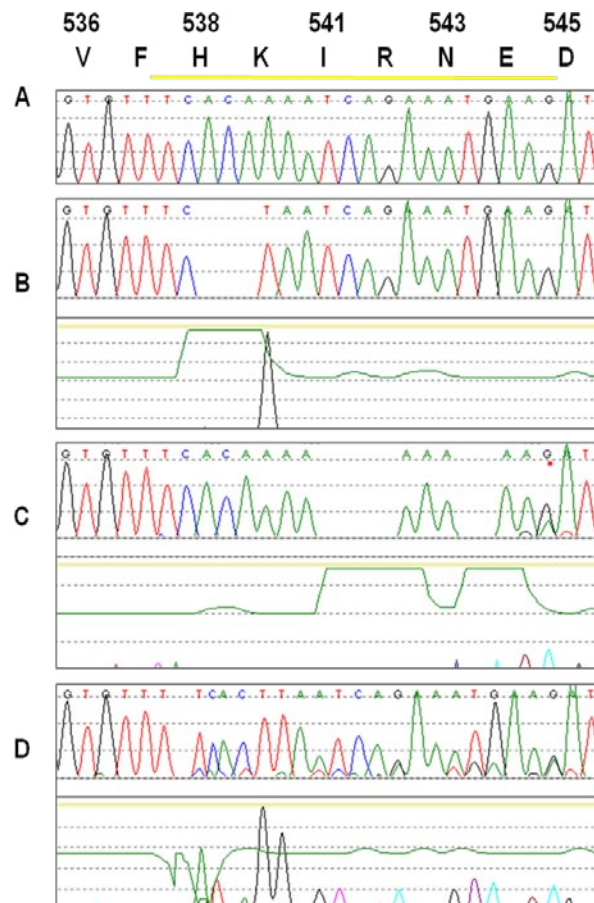 536 538 541 543 545
V F H K I R N E D
A
G T G T T T C A C A A A A T C A G A A A T G A A G A T
B
G T G T T T C T A A T C A G A A A T G A A G A T
C
G T G T T T C A C A A A A A A A A A G A T
D
G T G T T T T C A C T T A A T C A G A A A T G A A G A T